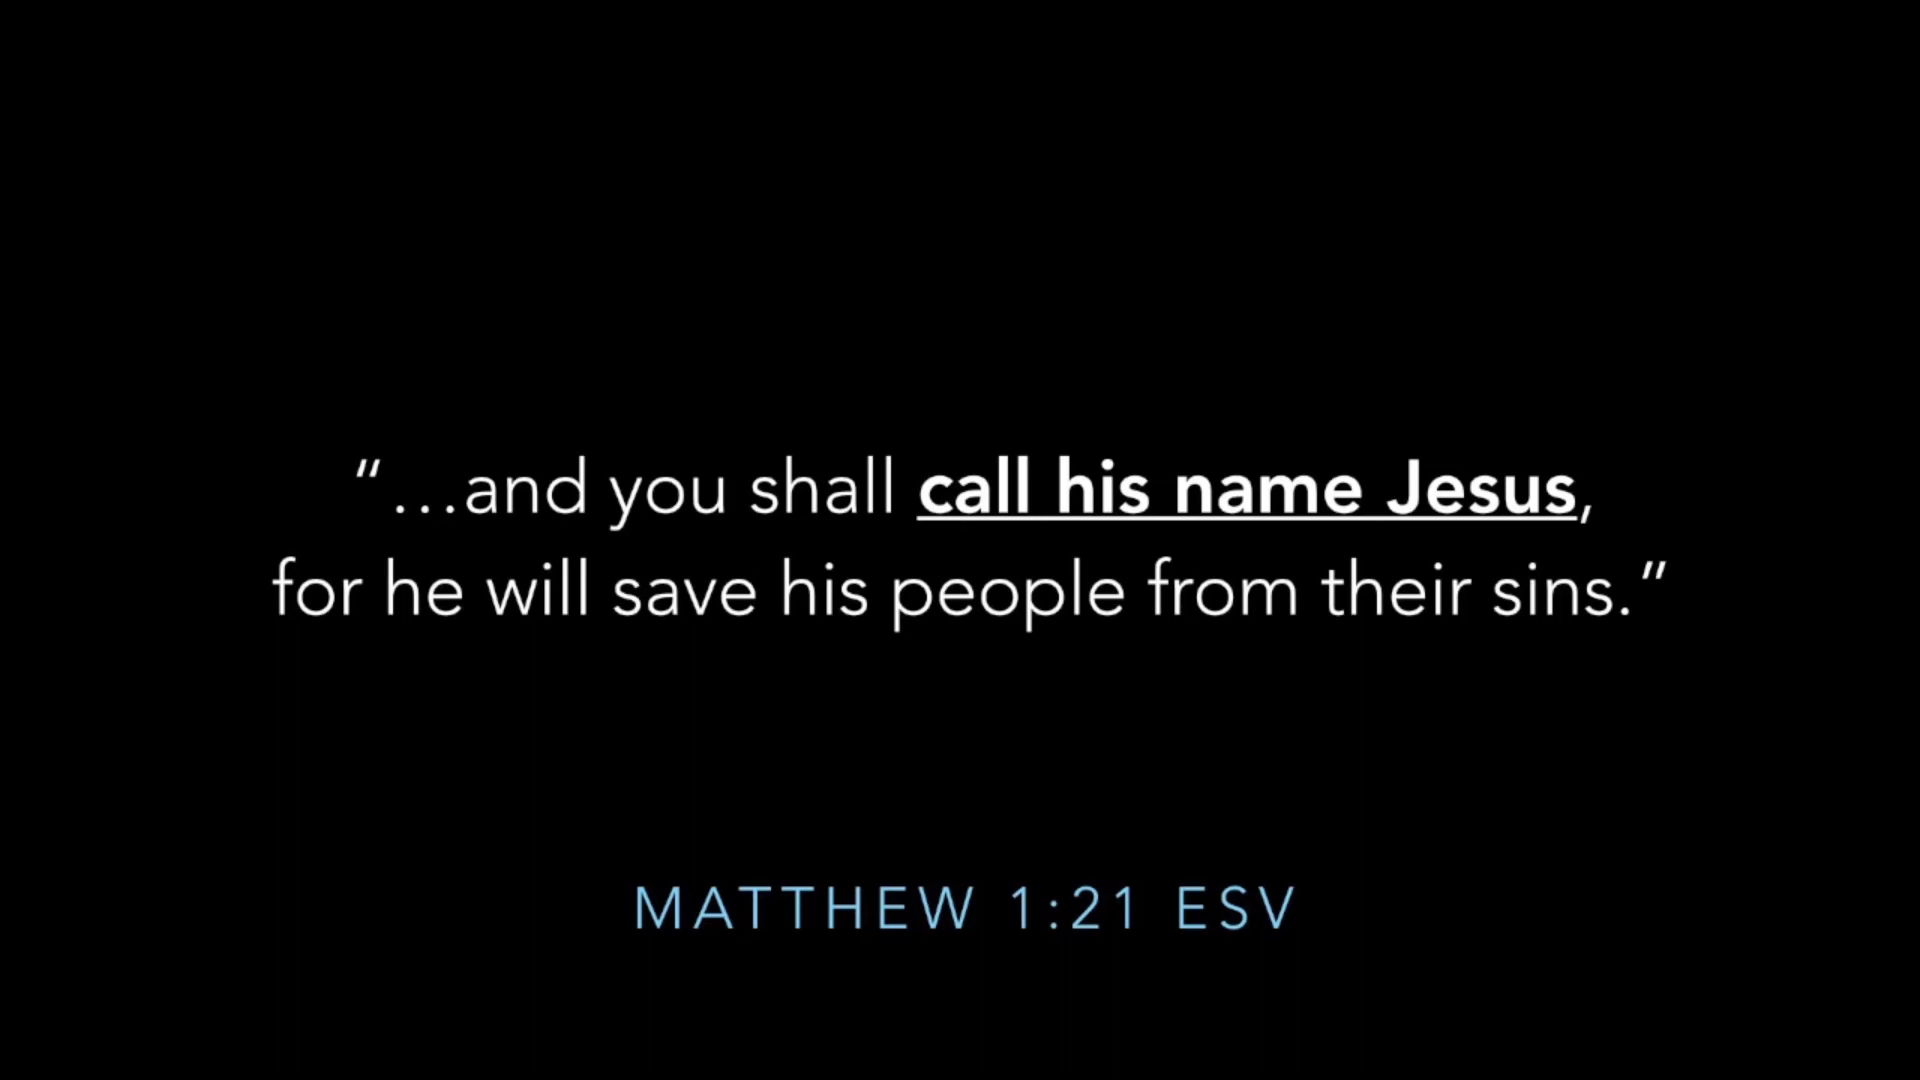 “…and you shall call his name Jesus,
for he will save his people from their sins.”
MATTHEW 1:21 ESV